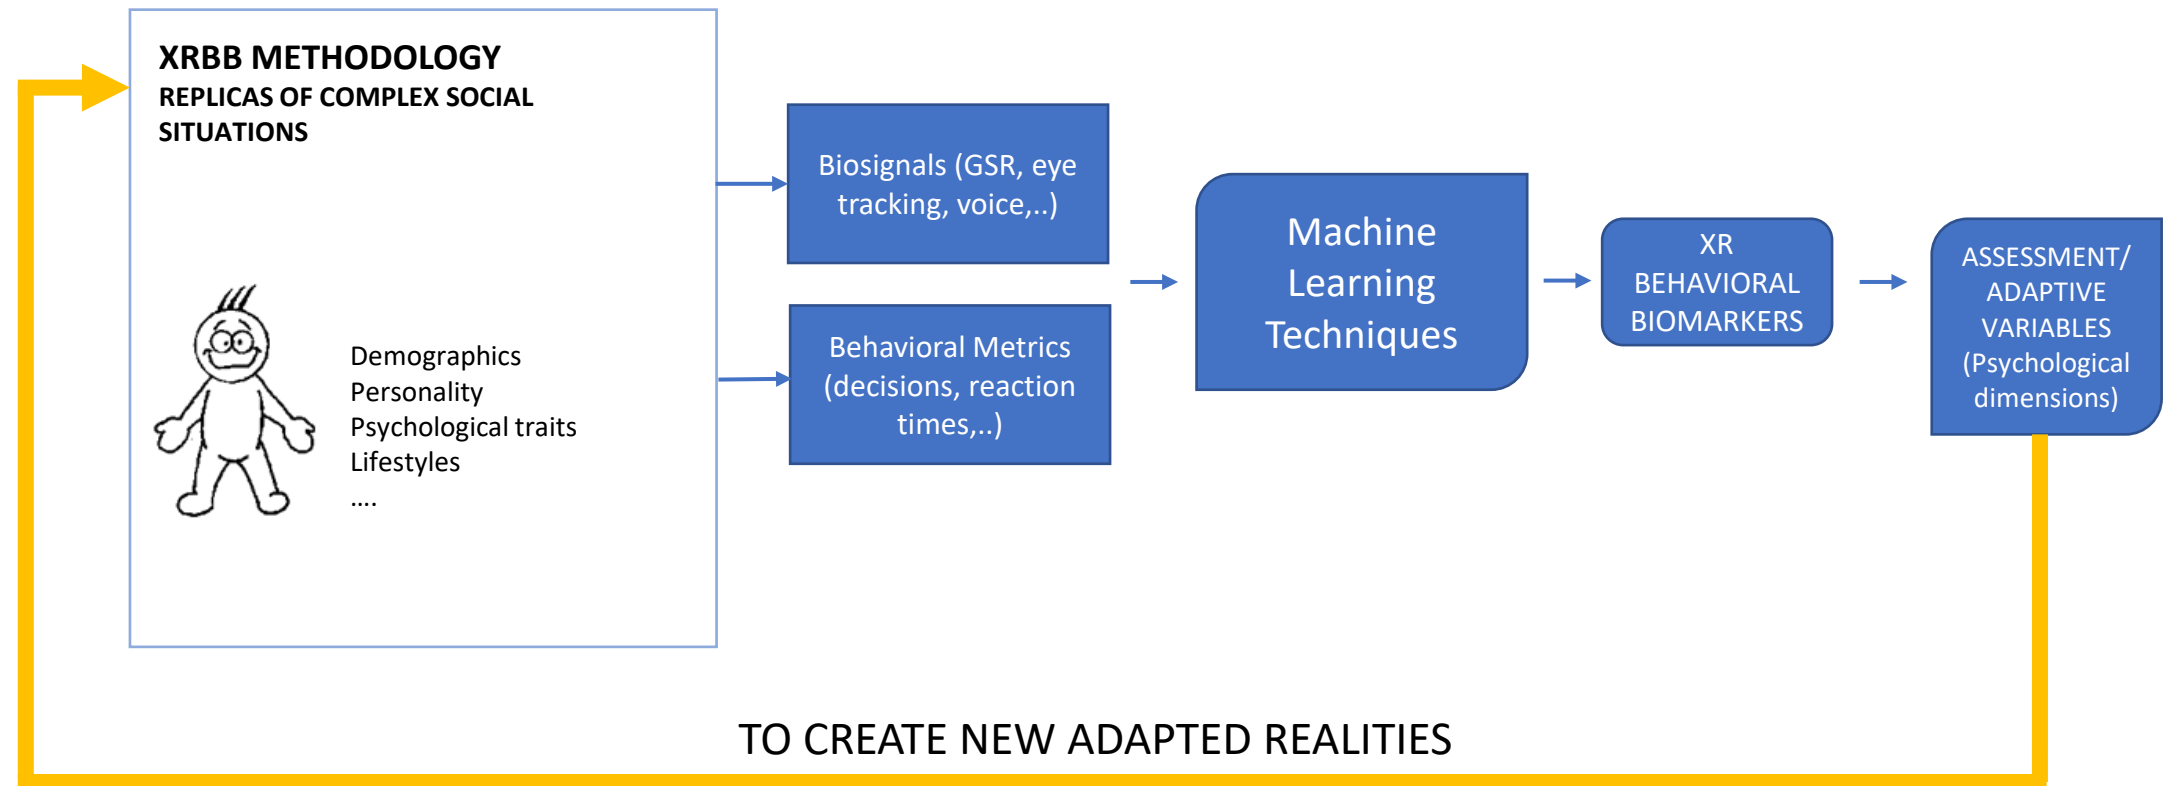 XRBB METHODOLOGY
REPLICAS OF COMPLEX SOCIAL
SITUATIONS
Demographics
Personality
Psychological traits
Lifestyles
....
Biosignals (GSR, eye
tracking, voice,..)
Behavioral Metrics
(decisions, reaction
times,..)
Machine
Learning
Techniques
XR
BEHAVIORAL
BIOMARKERS
ASSESSMENT/
ADAPTIVE
VARIABLES
(Psychological
dimensions)
TO CREATE NEW ADAPTED REALITIES